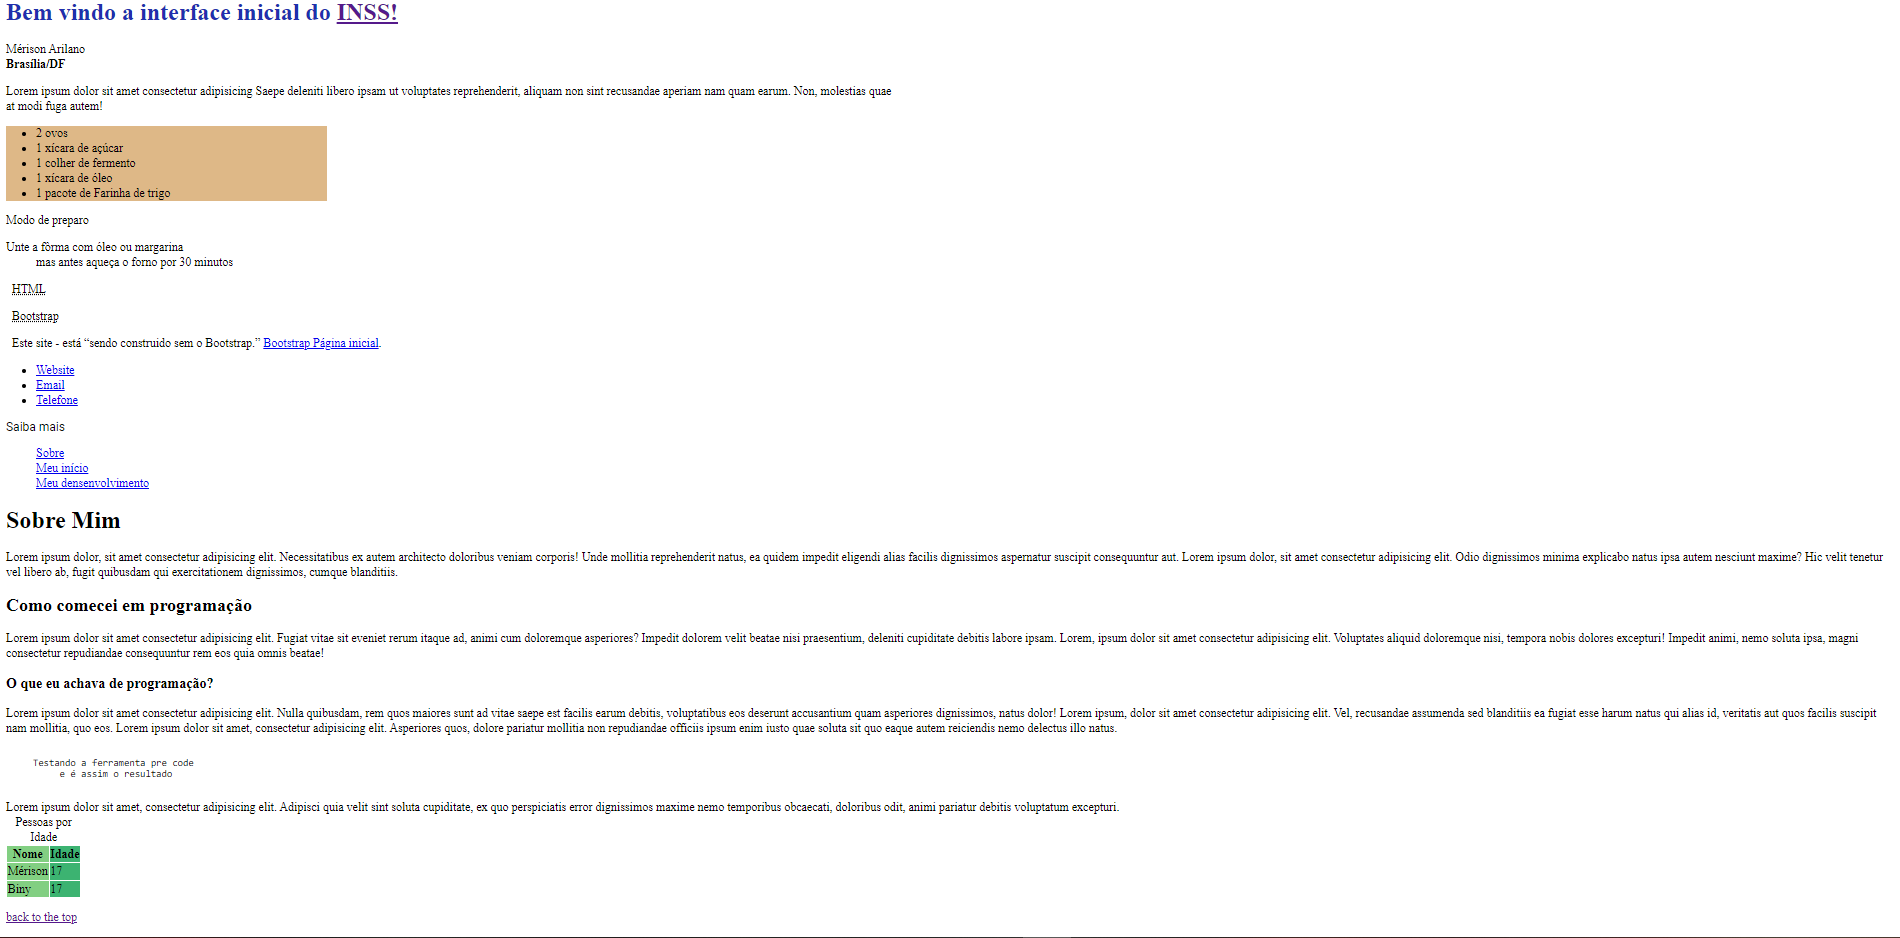 Bem vindo a interface inicial do INSS!
Mérison Arilano
Brasília/DF
Lorem ipsum dolor sit amet consectetur adipisicing Saepe deleniti libero ipsam ut voluptates reprehenderit, aliquam non sint recusandae aperiam nam quam earum. Non, molestias quae
at modi fuga autem!
2 ovos
1 xícara de açúcar
1 colher de fermento
1 xícara de óleo
1 pacote de Farinha de trigo
Modo de preparo
Unte a fôrma com óleo ou margarina
mas antes aqueça o forno por 30 minutos
HTML
Bootstrap
Este site - está “sendo construido sem o Bootstrap.” Bootstrap Página inicial.
Website
Email
Telefone
Saiba mais
Sobre
Meu início
Meu densenvolvimento
Sobre Mim
Lorem ipsum dolor, sit amet consectetur adipisicing elit. Necessitatibus ex autem architecto doloribus veniam corporis! Unde mollitia reprehenderit natus, ea quidem impedit eligendi alias facilis dignissimos aspernatur suscipit consequuntur aut. Lorem ipsum dolor, sit amet consectetur adipisicing elit. Odio dignissimos minima explicabo natus ipsa autem nesciunt maxime? Hic velit tenetur
vel libero ab, fugit quibusdam qui exercitationem dignissimos, cumque blanditiis.
Como comecei em programação
Lorem ipsum dolor sit amet consectetur adipisicing elit. Fugiat vitae sit eveniet rerum itaque ad, animi cum doloremque asperiores? Impedit dolorem velit beatae nisi praesentium, deleniti cupiditate debitis labore ipsam. Lorem, ipsum dolor sit amet consectetur adipisicing elit. Voluptates aliquid doloremque nisi, tempora nobis dolores excepturi! Impedit animi, nemo soluta ipsa, magni
consectetur repudiandae consequuntur rem eos quia omnis beatae!
O que eu achava de programação?
Lorem ipsum dolor sit amet consectetur adipisicing elit. Nulla quibusdam, rem quos maiores sunt ad vitae saepe est facilis earum debitis, voluptatibus eos deserunt accusantium quam asperiores dignissimos, natus dolor! Lorem ipsum, dolor sit amet consectetur adipisicing elit. Vel, recusandae assumenda sed blanditiis ea fugiat esse harum natus qui alias id, veritatis aut quos facilis suscipit
nam mollitia, quo eos. Lorem ipsum dolor sit amet, consectetur adipisicing elit. Asperiores quos, dolore pariatur mollitia non repudiandae officiis ipsum enim iusto quae soluta sit quo eaque autem reiciendis nemo delectus illo natus.
Testando a ferramenta pre code
e é assim o resultado
Lorem ipsum dolor sit amet, consectetur adipisicing elit. Adipisci quia velit sint soluta cupiditate, ex quo perspiciatis error dignissimos maxime nemo temporibus obcaecati, doloribus odit, animi pariatur debitis voluptatum excepturi.
Pessoas por
Idade
Nome Idade
Mérison 17
Biny 17
back to the top